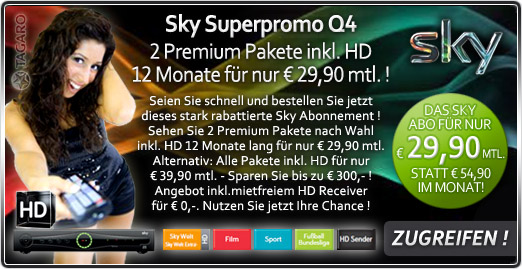 XXTAGARO
Sky Superpromo Q4
2 Premium Pakete inkl. HD
12 Monate für nur € 29,90 mtl. !
sky
Seien Sie schnell und bestellen Sie jetzt
dieses stark rabattierte Sky Abonnement !
Sehen Sie 2 Premium Pakete nach Wahl
inkl. HD 12 Monate lang für nur € 29,90 mtl.
Alternativ: Alle Pakete inkl. HD für nur
€ 39,90 mtl. - Sparen Sie bis zu € 300,- !
Angebot inkl.mietfreiem HD Receiver
für € 0,-. Nutzen Sie jetzt Ihre Chance !
DAS SKY
ABO FÜR NUR
€ 29,90 MTL.
STATT € 54,90
IM MONAT!
HD
Sky Welt
Sky Welt Extra
HD
Film
Sport
Fußball
Bundesliga
HD Sender
ZUGREIFEN !